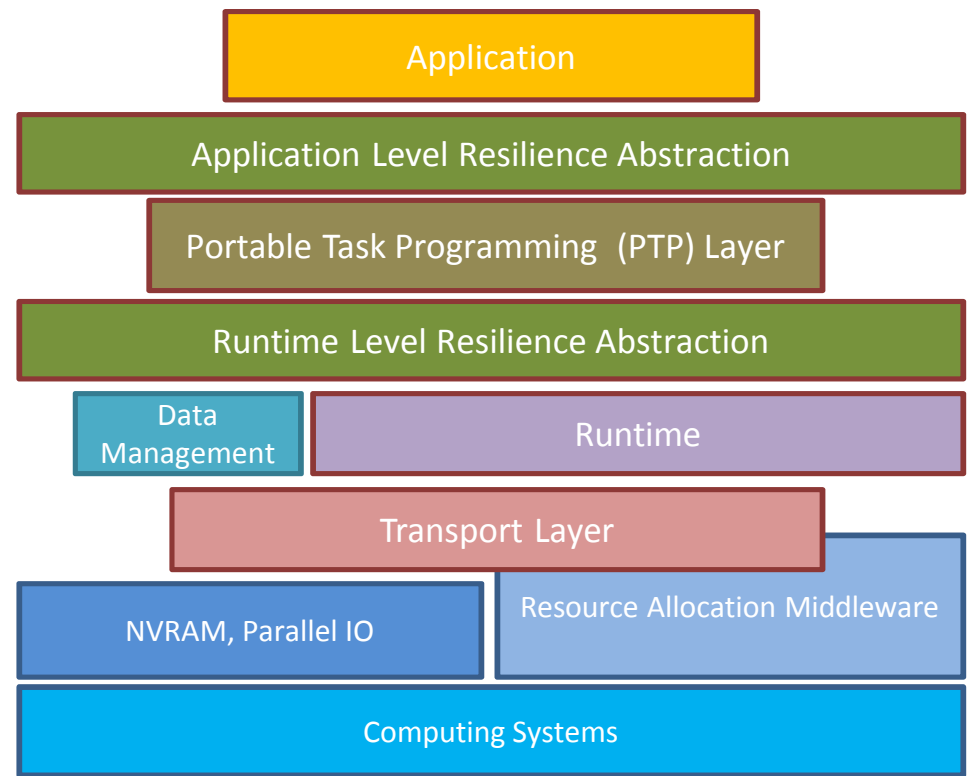 Application
Application Level Resilience Abstraction
Portable Task Programming (PTP) Layer
Runtime Level Resilience Abstraction
Data
Management
Runtime
Transport Layer
NVRAM, Parallel IO
Resource Allocation Middleware
Computing Systems